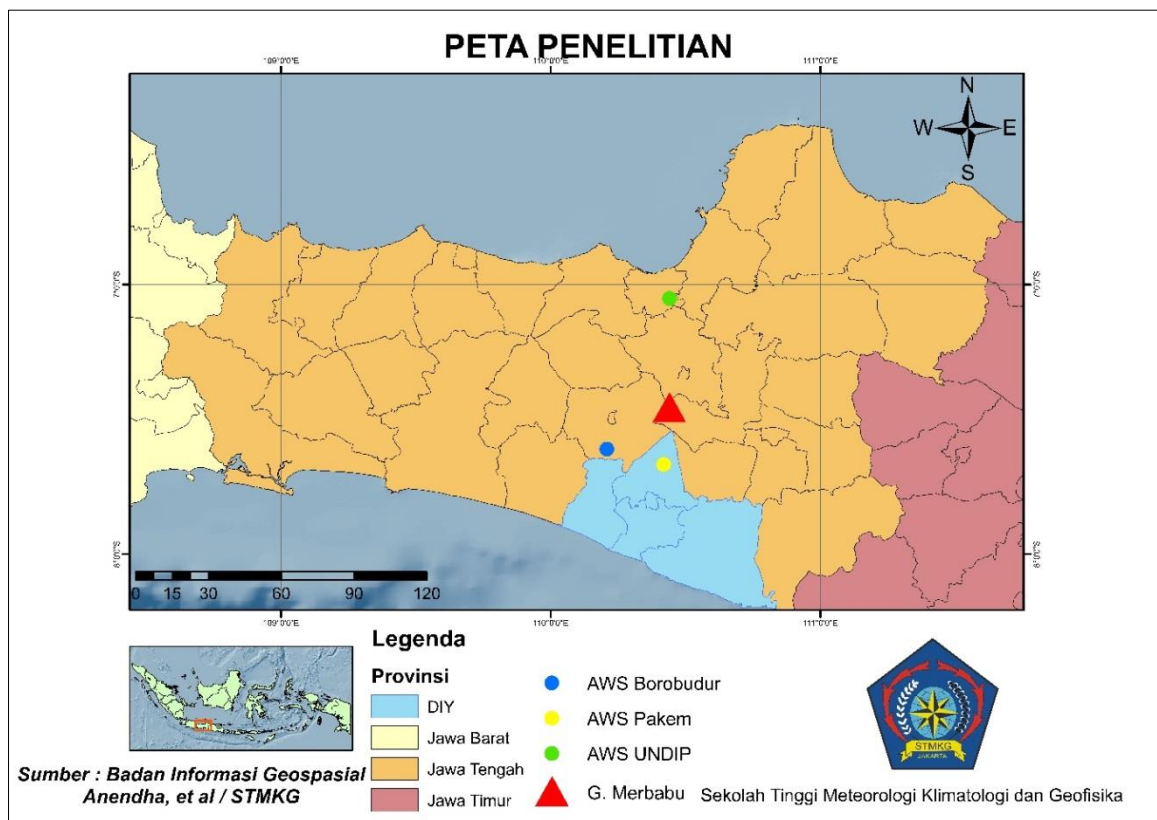 PETA PENELITIAN
109°0'0"E 110°0'0"E 111°0'0"E
N
W E
S
7°0'0"S 7°0'0"S
8°0'0"S 8°0'0"S
0 15 30 60 90 120
109°0'0"E 110°0'0"E 111°0'0"E
Legenda
Provinsi
DIY
Jawa Barat
Jawa Tengah
Jawa Timur
AWS Borobudur
AWS Pakem
AWS UNDIP
G. Merbabu
Sumber : Badan Informasi Geospasial
Anendha, et al / STMKG
STMKG
JAKARTA
Sekolah Tinggi Meteorologi Klimatologi dan Geofisika